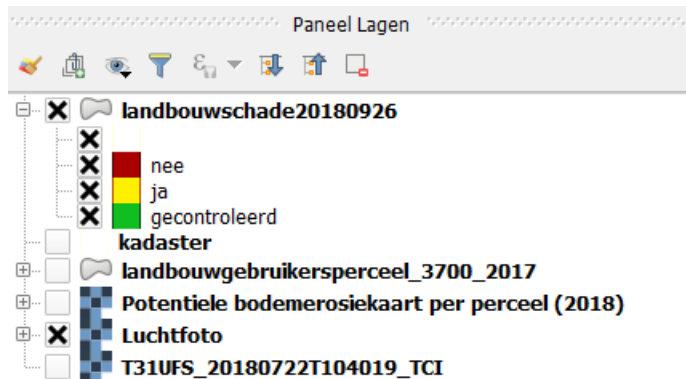 Paneel Lagen
landbouwschade20180926
nee
ja
gecontroleerd
kadaster
landbouwgebruikersperceel_3700_2017
Potentiele bodemerosiekaart per perceel (2018)
Luchtfoto
T31UFS_20180722T104019_TCI